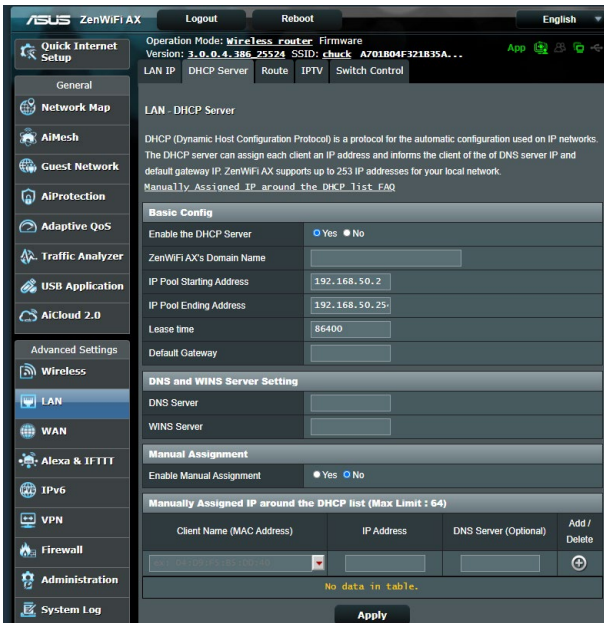 ASUS ZenWiFi AX Logout Reboot English
Quick Internet Setup
Operation Mode: Wireless router Firmware
Version: 3.0.0.4.386_25524 SSID: chuck A701B04F321B35A...
App
LAN IP DHCP Server Route IPTV Switch Control
General
Network Map
AiMesh
Guest Network
AiProtection
Adaptive QoS
Traffic Analyzer
USB Application
AiCloud 2.0
Advanced Settings
Wireless
LAN
WAN
Alexa & IFTTT
IPv6
VPN
Firewall
Administration
System Log
LAN - DHCP Server
DHCP (Dynamic Host Configuration Protocol) is a protocol for the automatic configuration used on IP networks.
The DHCP server can assign each client an IP address and informs the client of the of DNS server IP and
default gateway IP. ZenWiFi AX supports up to 253 IP addresses for your local network.
Manually Assigned IP around the DHCP list FAQ
Basic Config
Enable the DHCP Server Yes No
ZenWiFi AX's Domain Name
IP Pool Starting Address 192.168.50.2
IP Pool Ending Address 192.168.50.25
Lease time 86400
Default Gateway
DNS and WINS Server Setting
DNS Server
WINS Server
Manual Assignment
Enable Manual Assignment Yes No
Manually Assigned IP around the DHCP list (Max Limit : 64)
Client Name (MAC Address) IP Address DNS Server (Optional) Add / Delete
No data in table.
Apply